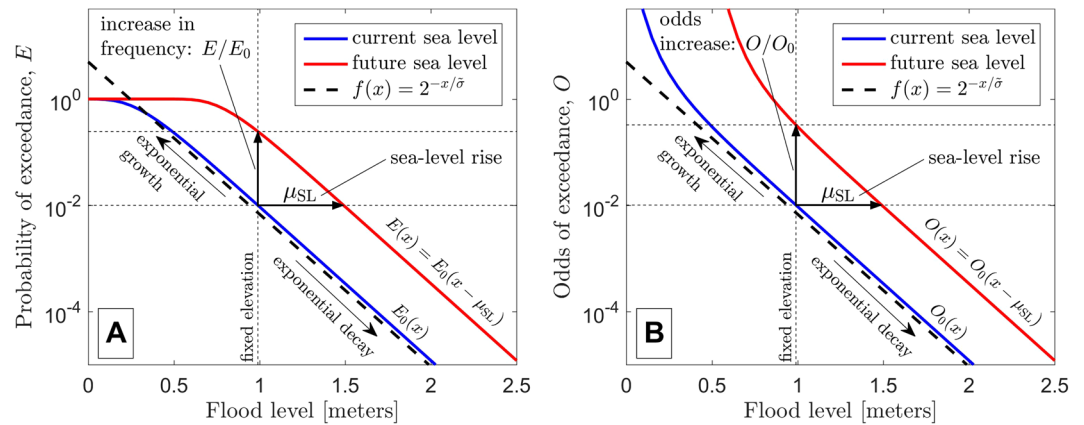 increase in
frequency: E/E₀
current sea level
future sea level
f(x) = 2^{-x/σ̃}
Probability of exceedance, E
10⁰
10⁻²
10⁻⁴
exponential
growth
sea-level rise
μ_SL
E(x) = E₀(x − μ_SL)
E₀(x)
exponential decay
fixed elevation
A
0
0.5
1
1.5
2
2.5
Flood level [meters]
odds
increase: O/O₀
current sea level
future sea level
f(x) = 2^{-x/σ̃}
Odds of exceedance, O
10⁰
10⁻²
10⁻⁴
exponential
growth
sea-level rise
μ_SL
O(x) = O₀(x − μ_SL)
O₀(x)
exponential decay
fixed elevation
B
0
0.5
1
1.5
2
2.5
Flood level [meters]